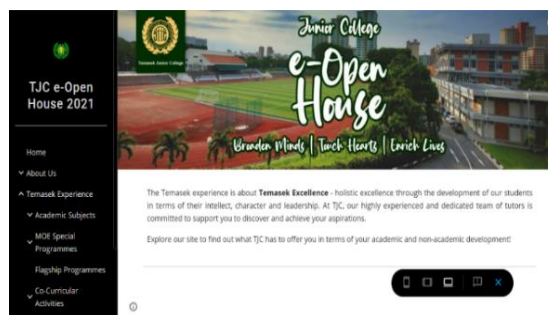 TJC e-Open
House 2021
Home
About Us
Temasek Experience
Academic Subjects
MOE Special
Programmes
Flagship Programmes
Co-Curricular
Activities
Temasek Junior College
Junior College
e-Open
House
Broaden Minds | Touch Hearts | Enrich Lives
The Temasek experience is about Temasek Excellence - holistic excellence through the development of our students
in terms of their intellect, character and leadership. At TJC, our highly experienced and dedicated team of tutors is
committed to support you to discover and achieve your aspirations.
Explore our site to find out what TJC has to offer you in terms of your academic and non-academic development!